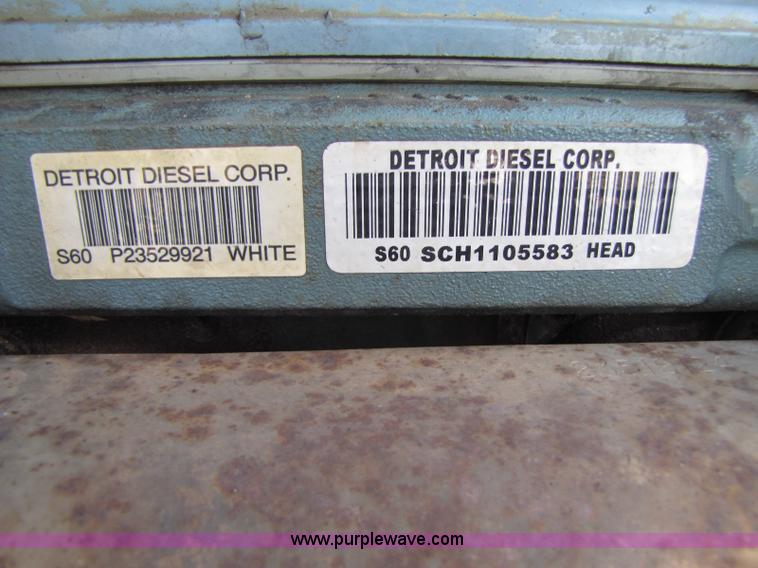 DETROIT DIESEL CORP.
S60 P23529921 WHITE
DETROIT DIESEL CORP.
S60 SCH1105583 HEAD
www.purplewave.com